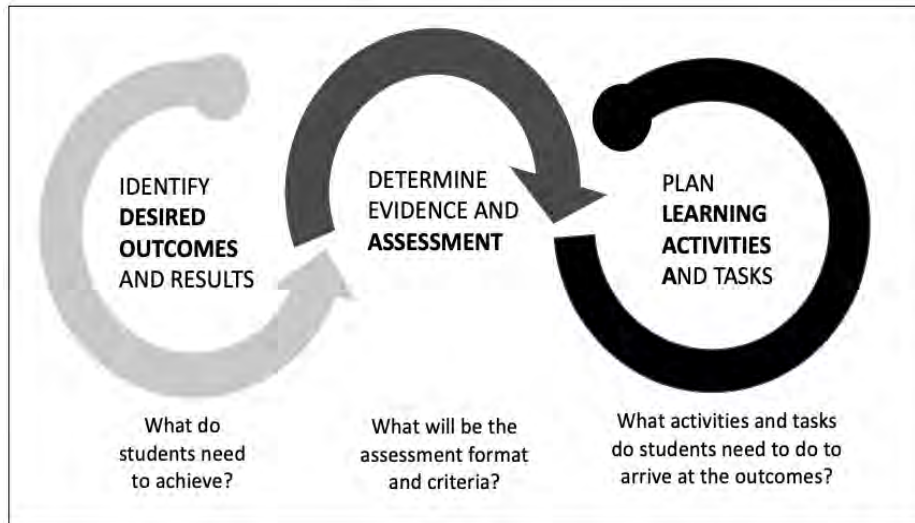 IDENTIFY
DESIRED
OUTCOMES
AND RESULTS
DETERMINE
EVIDENCE AND
ASSESSMENT
PLAN
LEARNING
ACTIVITIES
AND TASKS
What do
students need
to achieve?
What will be the
assessment format
and criteria?
What activities and tasks
do students need to do to
arrive at the outcomes?